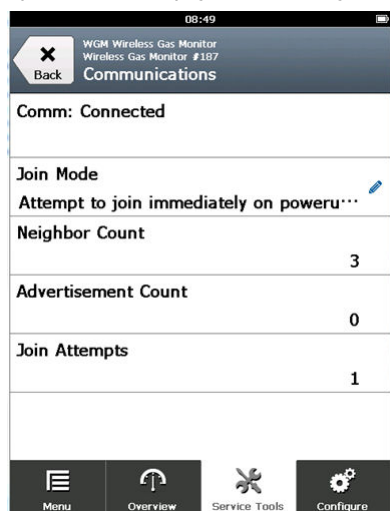 08:49
WGM Wireless Gas Monitor
Wireless Gas Monitor #187
Back
Communications
Comm: Connected
Join Mode
Attempt to join immediately on poweru...
Neighbor Count
3
Advertisement Count
0
Join Attempts
1
Menu
Overview
Service Tools
Configure